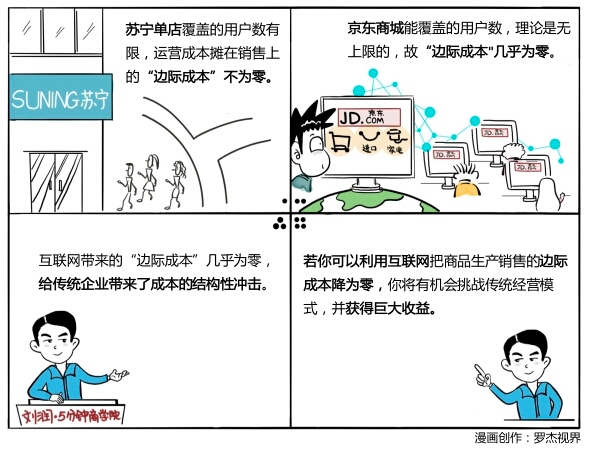 苏宁单店覆盖的用户数有
限，运营成本摊在销售上
的“边际成本”不为零。
SUNING苏宁
京东商城能覆盖的用户数，理论是无
上限的，故“边际成本"几乎为零。
JD.京东
.COM
进口
家电
JD.京东
JD.京东
JD.京东
互联网带来的“边际成本”几乎为零，
给传统企业带来了成本的结构性冲击。
刘润·5分钟商学院
若你可以利用互联网把商品生产销售的边际
成本降为零，你将有机会挑战传统经营模
式，并获得巨大收益。
漫画创作：罗杰视界